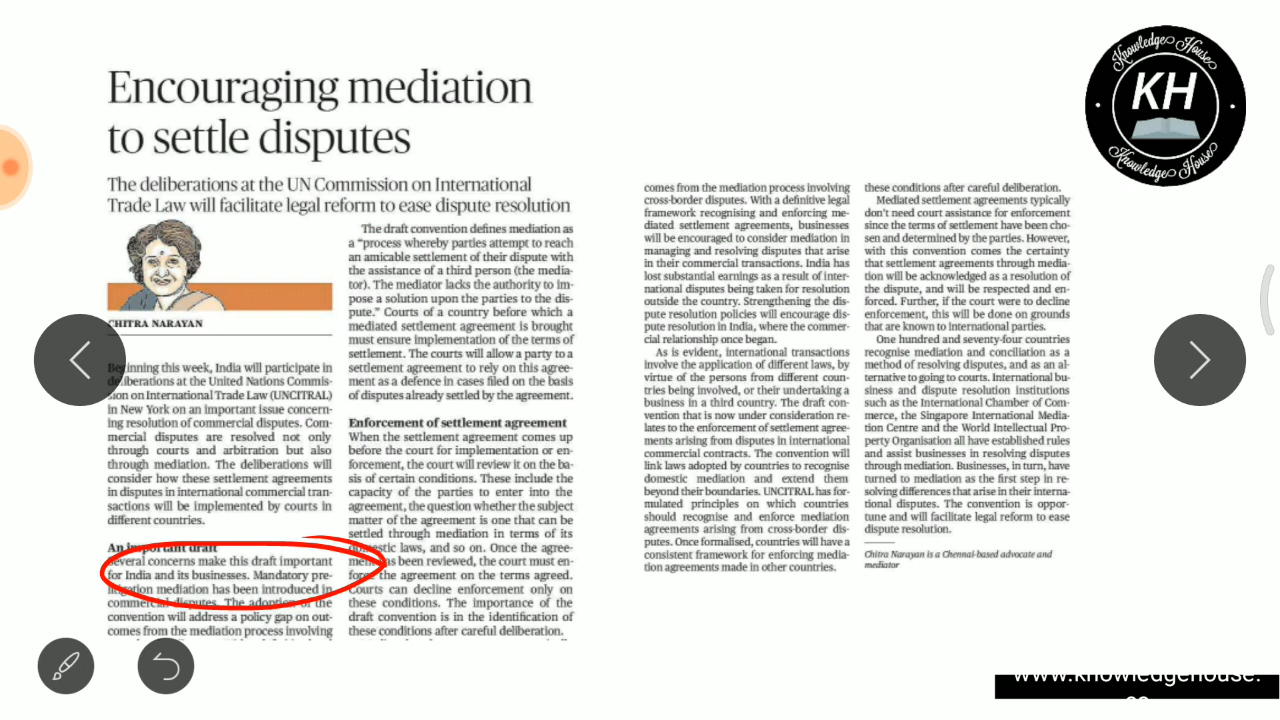 Encouraging mediation
to settle disputes
The deliberations at the UN Commission on International
Trade Law will facilitate legal reform to ease dispute resolution
CHITRA NARAYAN
Beginning this week, India will participate in
deliberations at the United Nations Commis-
sion on International Trade Law (UNCITRAL)
in New York on an important issue concern-
ing resolution of commercial disputes. Com-
mercial disputes are resolved not only
through courts and arbitration but also
through mediation. The deliberations will
consider how these settlement agreements
in disputes in international commercial tran-
sactions will be implemented by courts in
different countries.
An important draft
Several concerns make this draft important
for India and its businesses. Mandatory pre-
litigation mediation has been introduced in
commercial disputes. The adoption of the
convention will address a policy gap on out-
comes from the mediation process involving
The draft convention defines mediation as
a “process whereby parties attempt to reach
an amicable settlement of their dispute with
the assistance of a third person (the media-
tor). The mediator lacks the authority to im-
pose a solution upon the parties to the dis-
pute.” Courts of a country before which a
mediated settlement agreement is brought
must ensure implementation of the terms of
settlement. The courts will allow a party to a
settlement agreement to rely on this agree-
ment as a defence in cases filed on the basis
of disputes already settled by the agreement.
Enforcement of settlement agreement
When the settlement agreement comes up
before the court for implementation or en-
forcement, the court will review it on the ba-
sis of certain conditions. These include the
capacity of the parties to enter into the
agreement, the question whether the subject
matter of the agreement is one that can be
settled through mediation in terms of its
domestic laws, and so on. Once the agree-
ment has been reviewed, the court must en-
force the agreement on the terms agreed.
Courts can decline enforcement only on
these conditions. The importance of the
draft convention is in the identification of
these conditions after careful deliberation.
comes from the mediation process involving
cross-border disputes. With a definitive legal
framework recognising and enforcing me-
diated settlement agreements, businesses
will be encouraged to consider mediation in
managing and resolving disputes that arise
in their commercial transactions. India has
lost substantial earnings as a result of inter-
national disputes being taken for resolution
outside the country. Strengthening the dis-
pute resolution policies will encourage dis-
pute resolution in India, where the commer-
cial relationship once began.
As is evident, international transactions
involve the application of different laws, by
virtue of the persons from different coun-
tries being involved, or their undertaking a
business in a third country. The draft con-
vention that is now under consideration re-
lates to the enforcement of settlement agree-
ments arising from disputes in international
commercial contracts. The convention will
link laws adopted by countries to recognise
domestic mediation and extend them
beyond their boundaries. UNCITRAL has for-
mulated principles on which countries
should recognise and enforce mediation
agreements arising from cross-border dis-
putes. Once formalised, countries will have a
consistent framework for enforcing media-
tion agreements made in other countries.
these conditions after careful deliberation.
Mediated settlement agreements typically
don’t need court assistance for enforcement
since the terms of settlement have been cho-
sen and determined by the parties. However,
with this convention comes the certainty
that settlement agreements through media-
tion will be acknowledged as a resolution of
the dispute, and will be respected and en-
forced. Further, if the court were to decline
enforcement, this will be done on grounds
that are known to international parties.
One hundred and seventy-four countries
recognise mediation and conciliation as a
method of resolving disputes, and as an al-
ternative to going to courts. International bu-
siness and dispute resolution institutions
such as the International Chamber of Com-
merce, the Singapore International Media-
tion Centre and the World Intellectual Pro-
perty Organisation all have established rules
and assist businesses in resolving disputes
through mediation. Businesses, in turn, have
turned to mediation as the first step in re-
solving differences that arise in their interna-
tional disputes. The convention is oppor-
tune and will facilitate legal reform to ease
dispute resolution.
Chitra Narayan is a Chennai-based advocate and
mediator
Knowledge House
KH
Knowledge House
www.knowledgehouse.